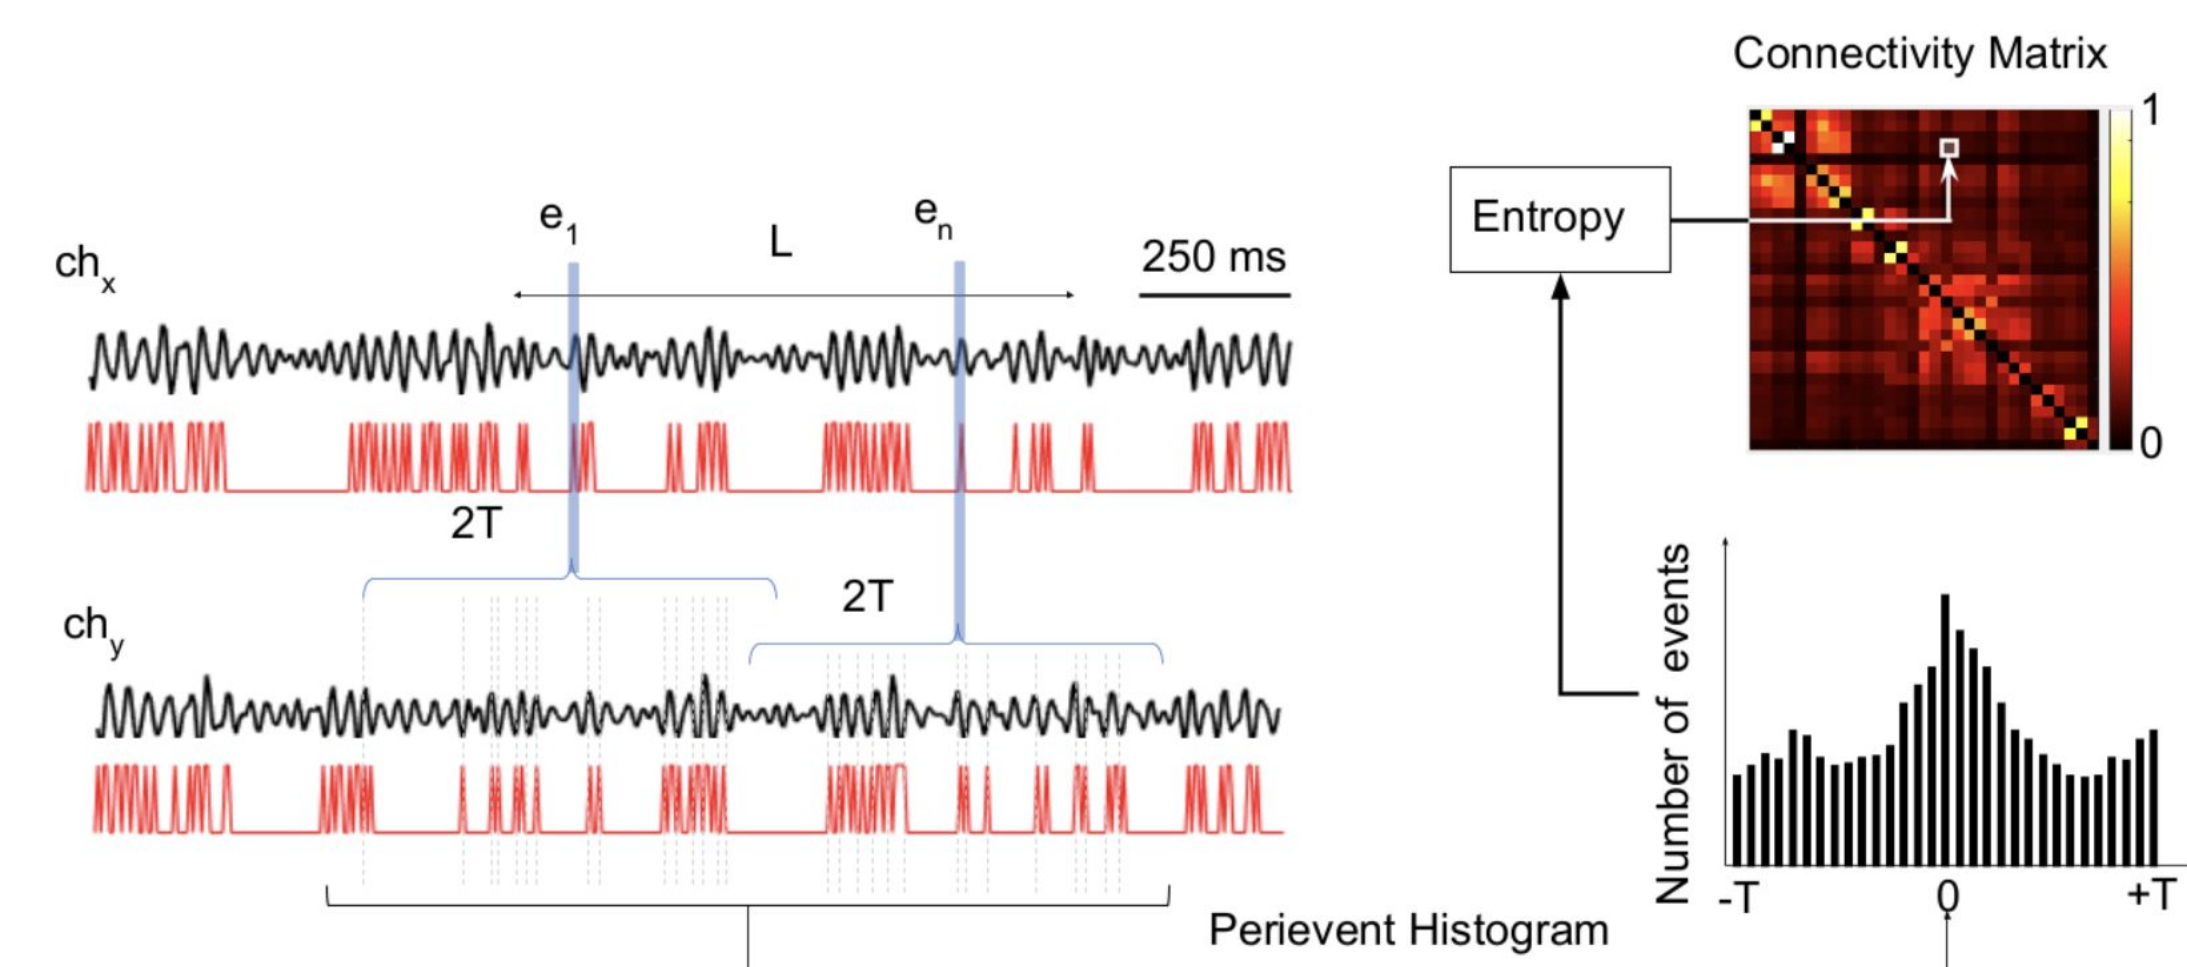 Connectivity Matrix
1
0
Entropy
e1
L
en
250 ms
chx
2T
2T
chy
Number of events
-T
0
+T
Perievent Histogram